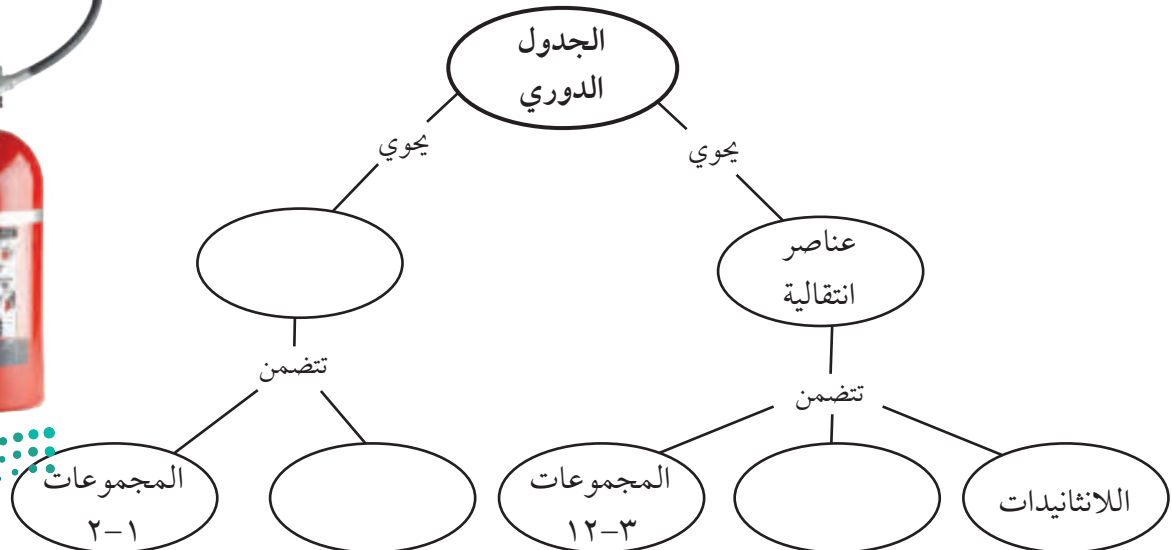 الجدول
الدوري
يحوي
يحوي
عناصر
انتقالية
تتضمن
تتضمن
اللانثانيدات
المجموعات
٣–١٢
المجموعات
١–٢